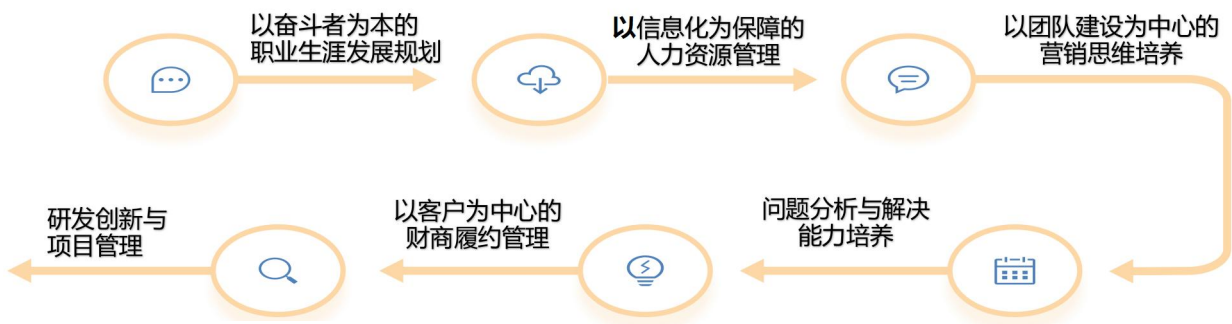 以奋斗者为本的
职业生涯发展规划
以信息化为保障的
人力资源管理
以团队建设为中心的
营销思维培养
问题分析与解决
能力培养
以客户为中心的
财商履约管理
研发创新与
项目管理